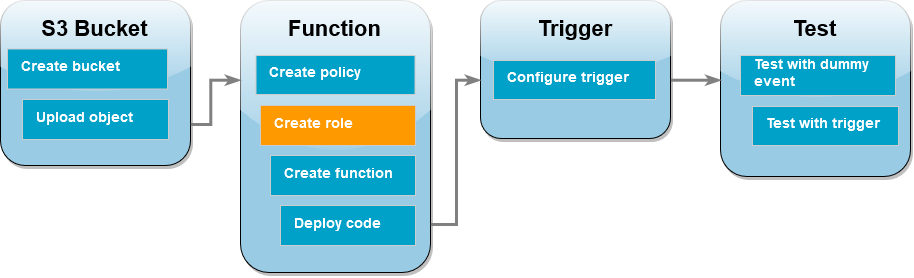 S3 Bucket
Create bucket
Upload object
Function
Create policy
Create role
Create function
Deploy code
Trigger
Configure trigger
Test
Test with dummy
event
Test with trigger